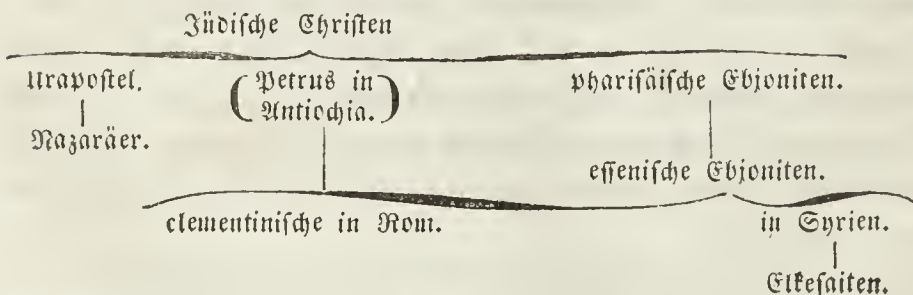 Jüdiſche Chriſten
Urapoſtel. (Petrus in phariſäiſche Ebjoniten.
Antiochia.)
Nazaräer.
eſſeniſche Ebjoniten.
clementiniſche in Rom. in Syrien.
Elkeſaiten.